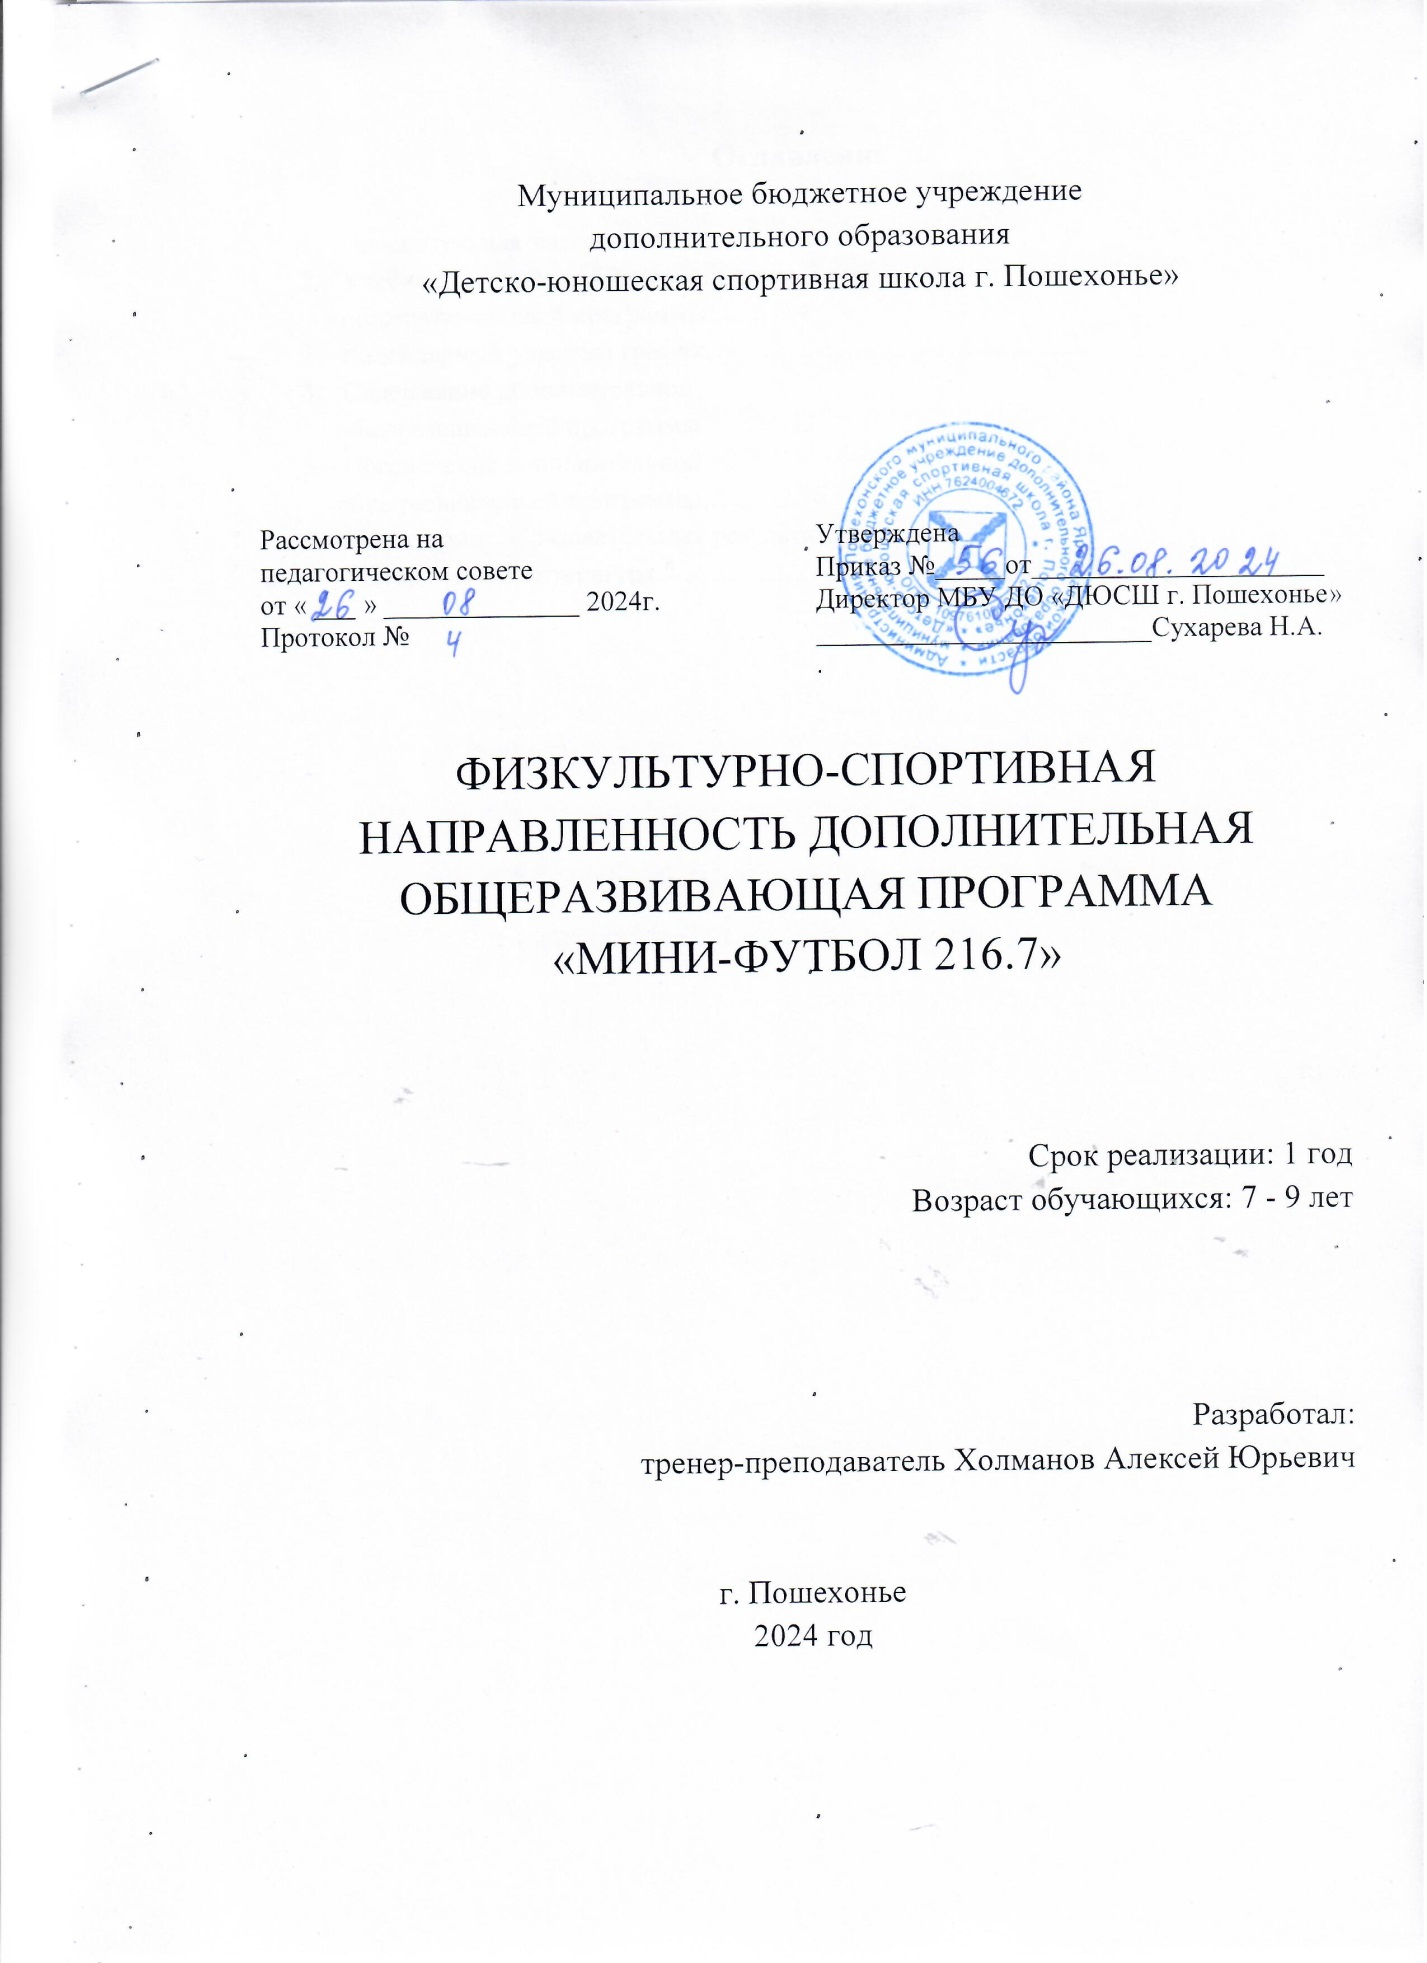 Муниципальное бюджетное учреждение
дополнительного образования
«Детско-юношеская спортивная школа г. Пошехонье»
Рассмотрена на
педагогическом совете
от « 26 » 08 2024г.
Протокол № 4
Утверждена
Приказ № 56 от 26.08. 2024
Директор МБУ ДО «ДЮСШ г. Пошехонье»
Сухарева Н.А.
ИНН 7624004672
ФИЗКУЛЬТУРНО-СПОРТИВНАЯ
НАПРАВЛЕННОСТЬ ДОПОЛНИТЕЛЬНАЯ
ОБЩЕРАЗВИВАЮЩАЯ ПРОГРАММА
«МИНИ-ФУТБОЛ 216.7»
Срок реализации: 1 год
Возраст обучающихся: 7 - 9 лет
Разработал:
тренер-преподаватель Холманов Алексей Юрьевич
г. Пошехонье
2024 год